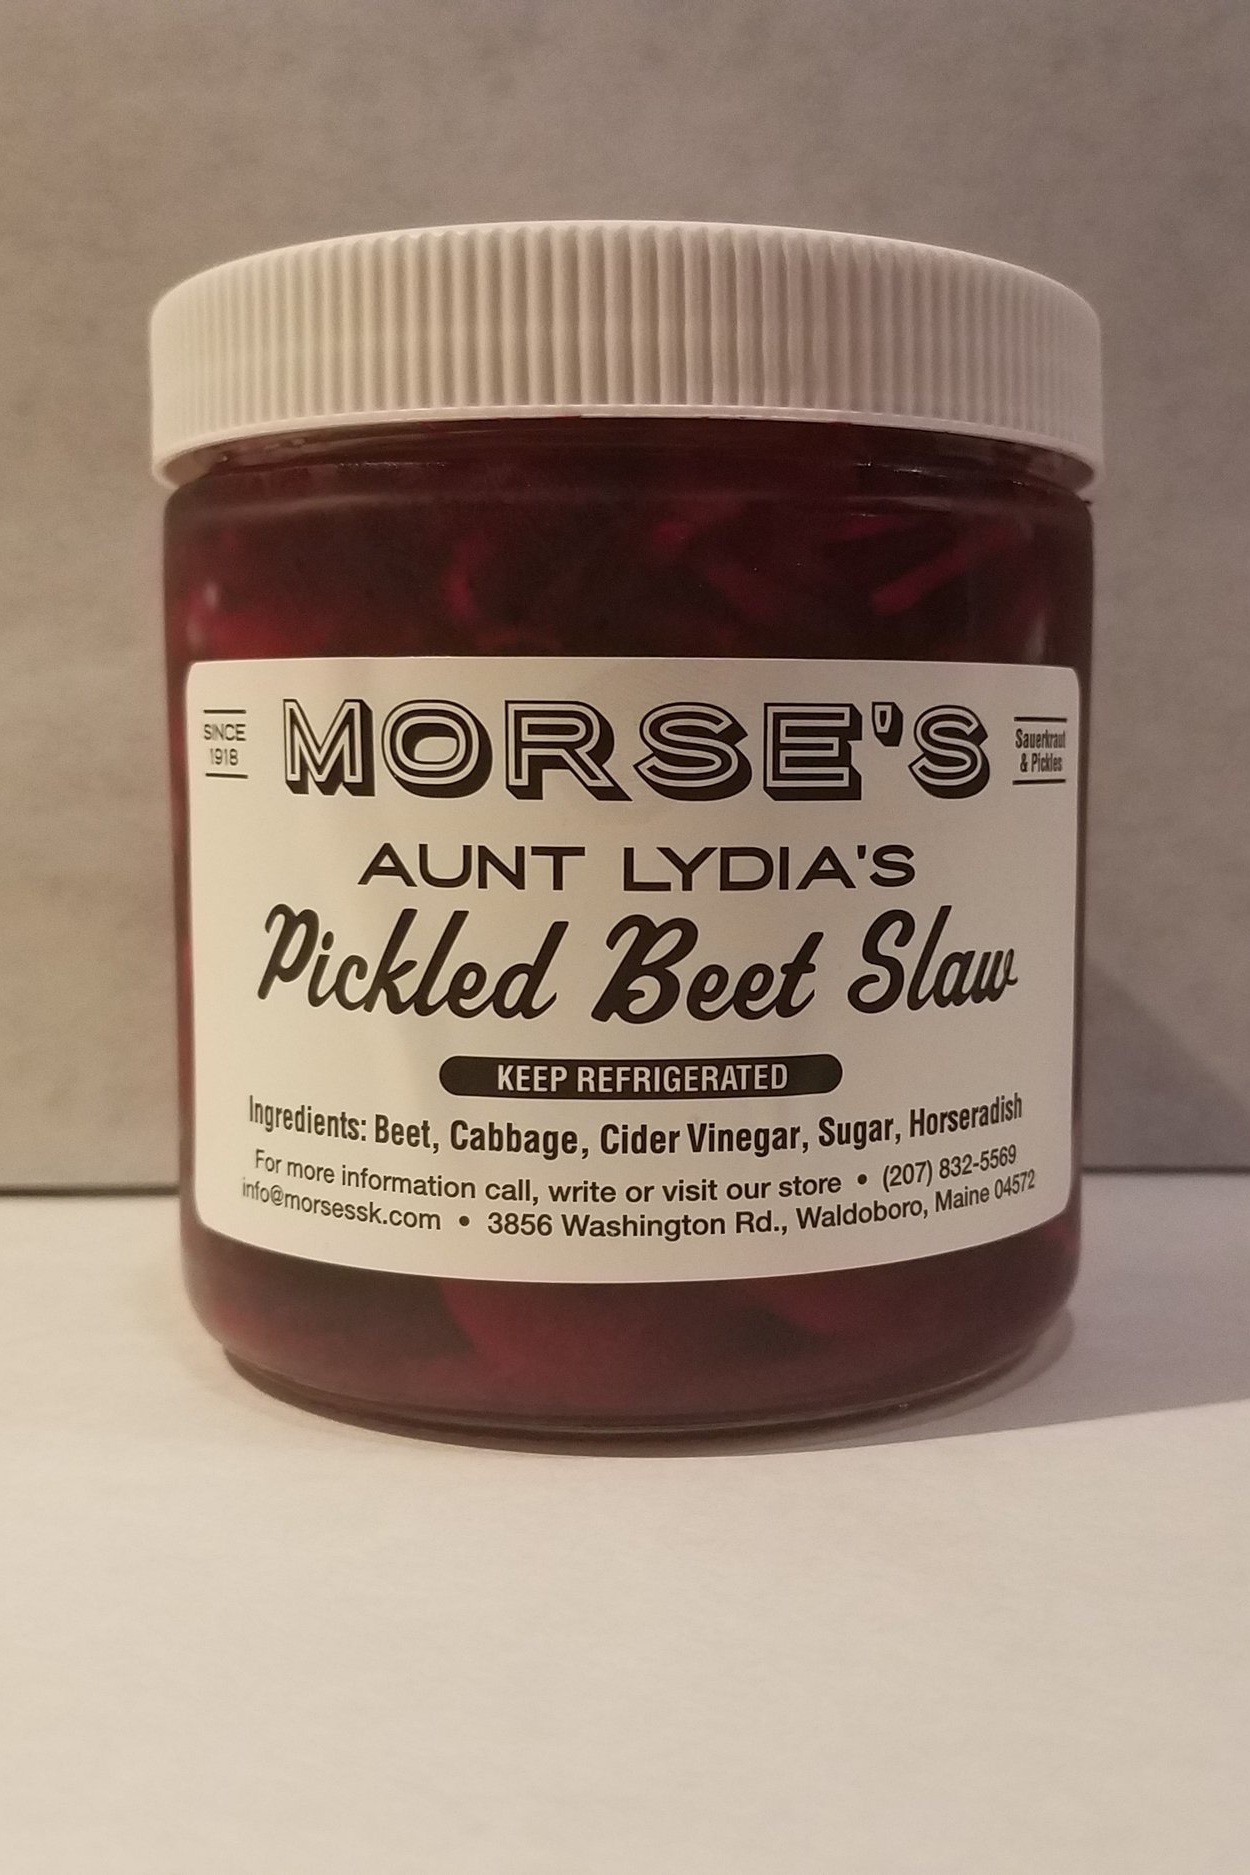 SINCE
1918
MORSE'S
Sauerkraut
& Pickles
AUNT LYDIA'S
Pickled Beet Slaw
KEEP REFRIGERATED
Ingredients: Beet, Cabbage, Cider Vinegar, Sugar, Horseradish
For more information call, write or visit our store • (207) 832-5569
info@morsessk.com • 3856 Washington Rd., Waldoboro, Maine 04572